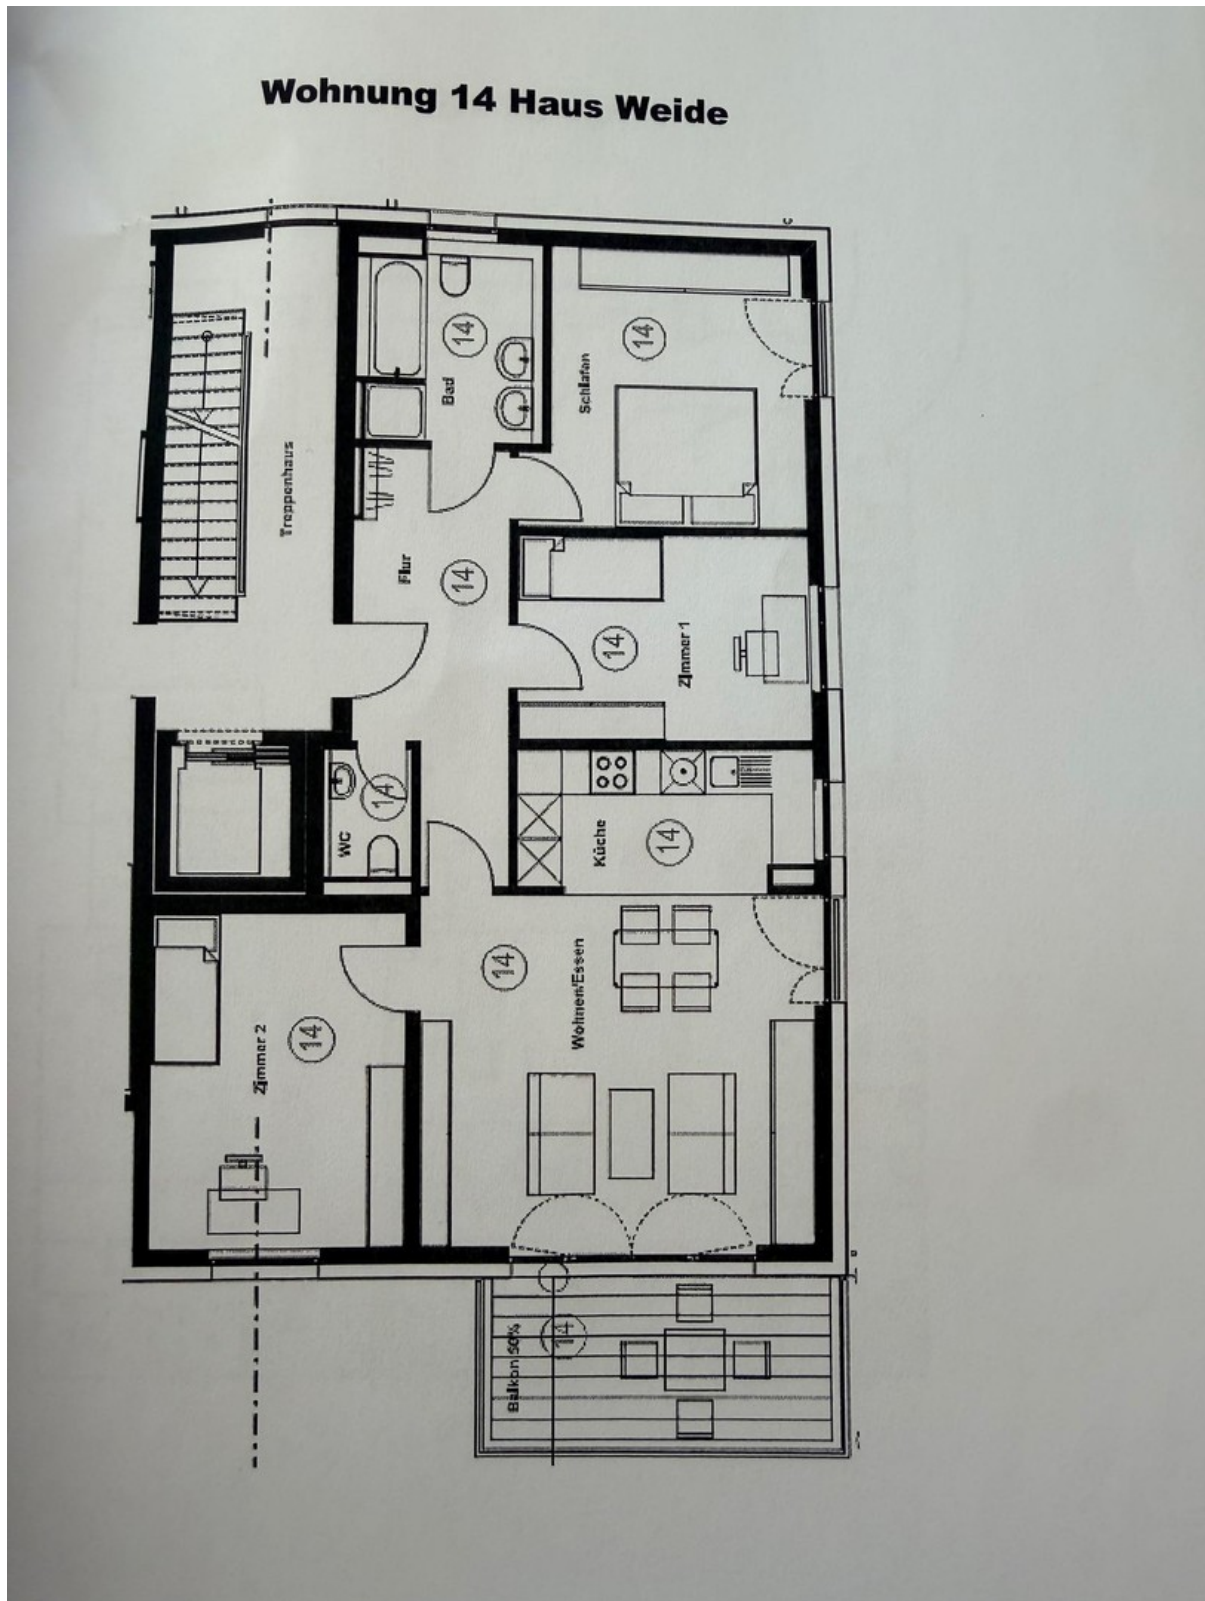 Wohnung 14 Haus Weide
14
Bad
14
Schlafen
Treppenhaus
Flur
14
14
Zimmer 1
14
WC
Küche
14
14
Wohnen/Essen
Zimmer 2
14
Balkon 50%
14